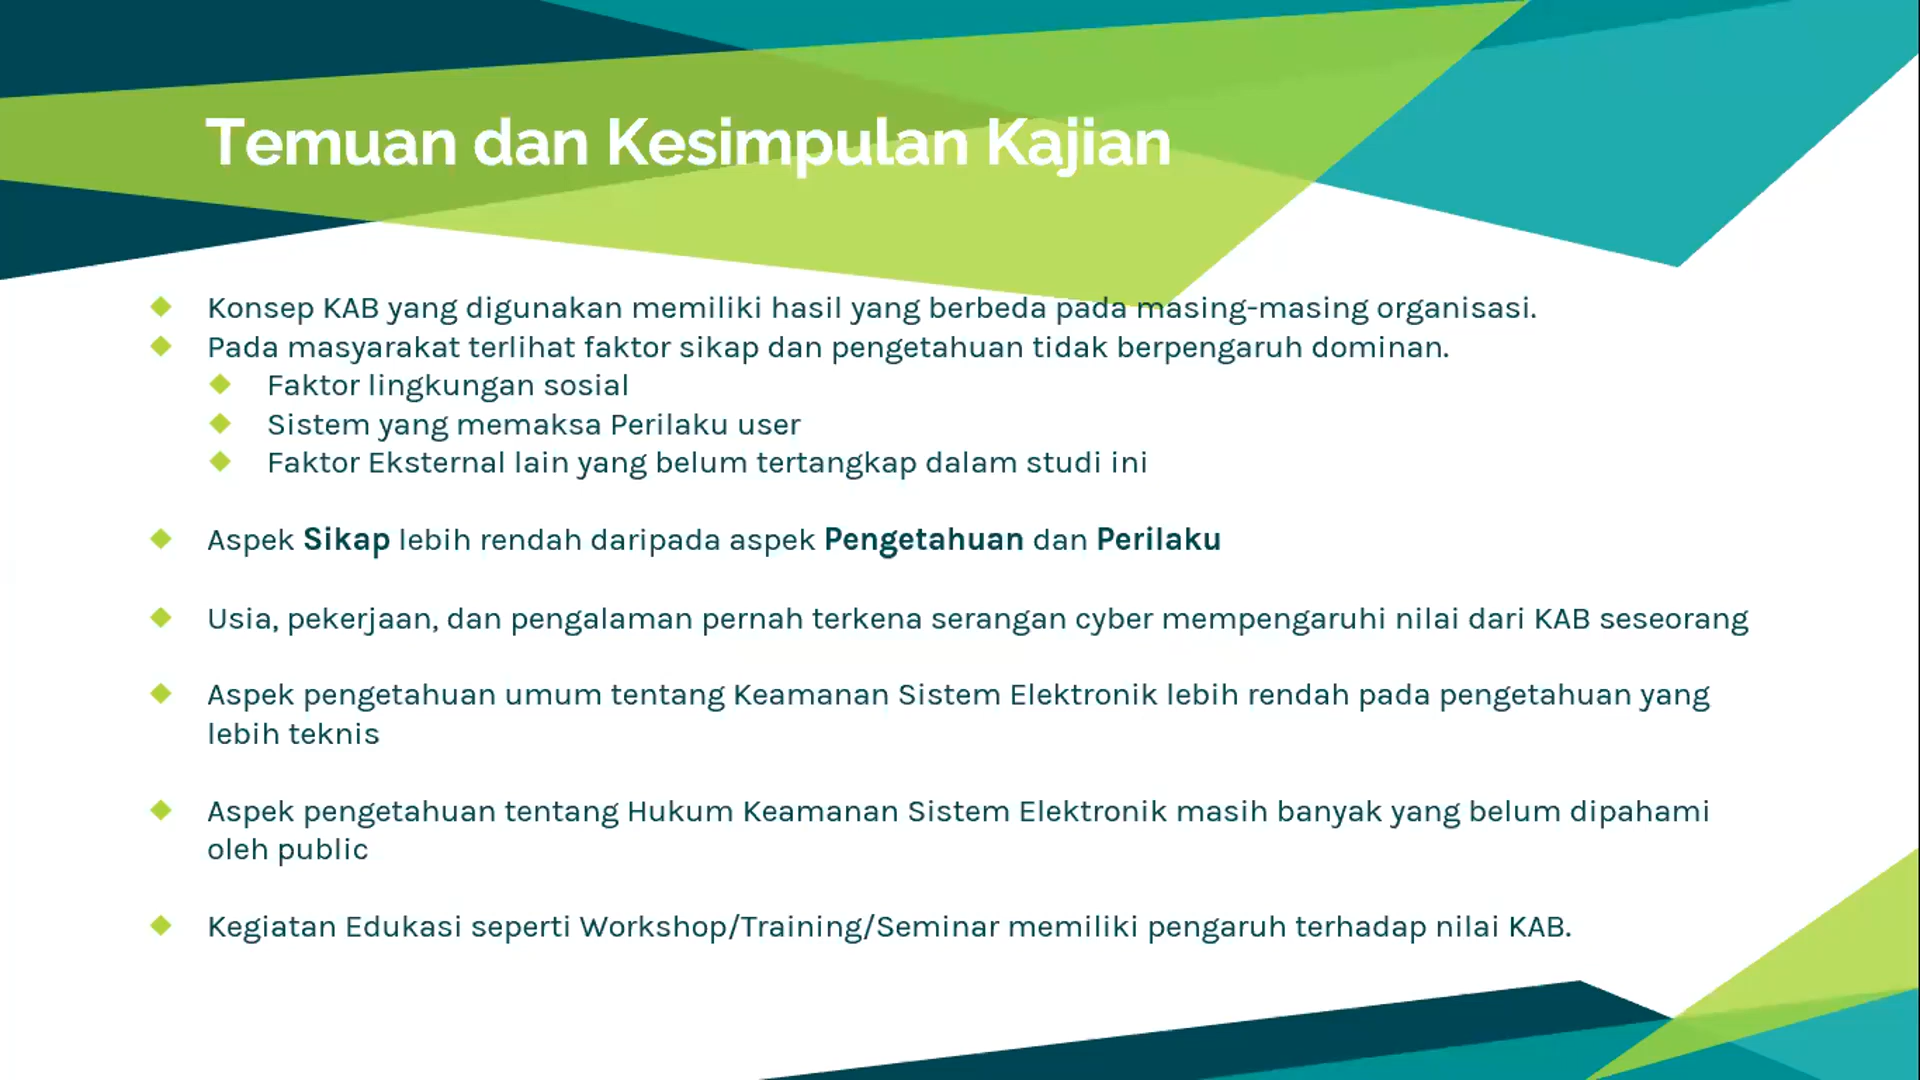 Temuan dan Kesimpulan Kajian
Konsep KAB yang digunakan memiliki hasil yang berbeda pada masing-masing organisasi.
Pada masyarakat terlihat faktor sikap dan pengetahuan tidak berpengaruh dominan.
Faktor lingkungan sosial
Sistem yang memaksa Perilaku user
Faktor Eksternal lain yang belum tertangkap dalam studi ini
Aspek Sikap lebih rendah daripada aspek Pengetahuan dan Perilaku
Usia, pekerjaan, dan pengalaman pernah terkena serangan cyber mempengaruhi nilai dari KAB seseorang
Aspek pengetahuan umum tentang Keamanan Sistem Elektronik lebih rendah pada pengetahuan yang
lebih teknis
Aspek pengetahuan tentang Hukum Keamanan Sistem Elektronik masih banyak yang belum dipahami
oleh public
Kegiatan Edukasi seperti Workshop/Training/Seminar memiliki pengaruh terhadap nilai KAB.